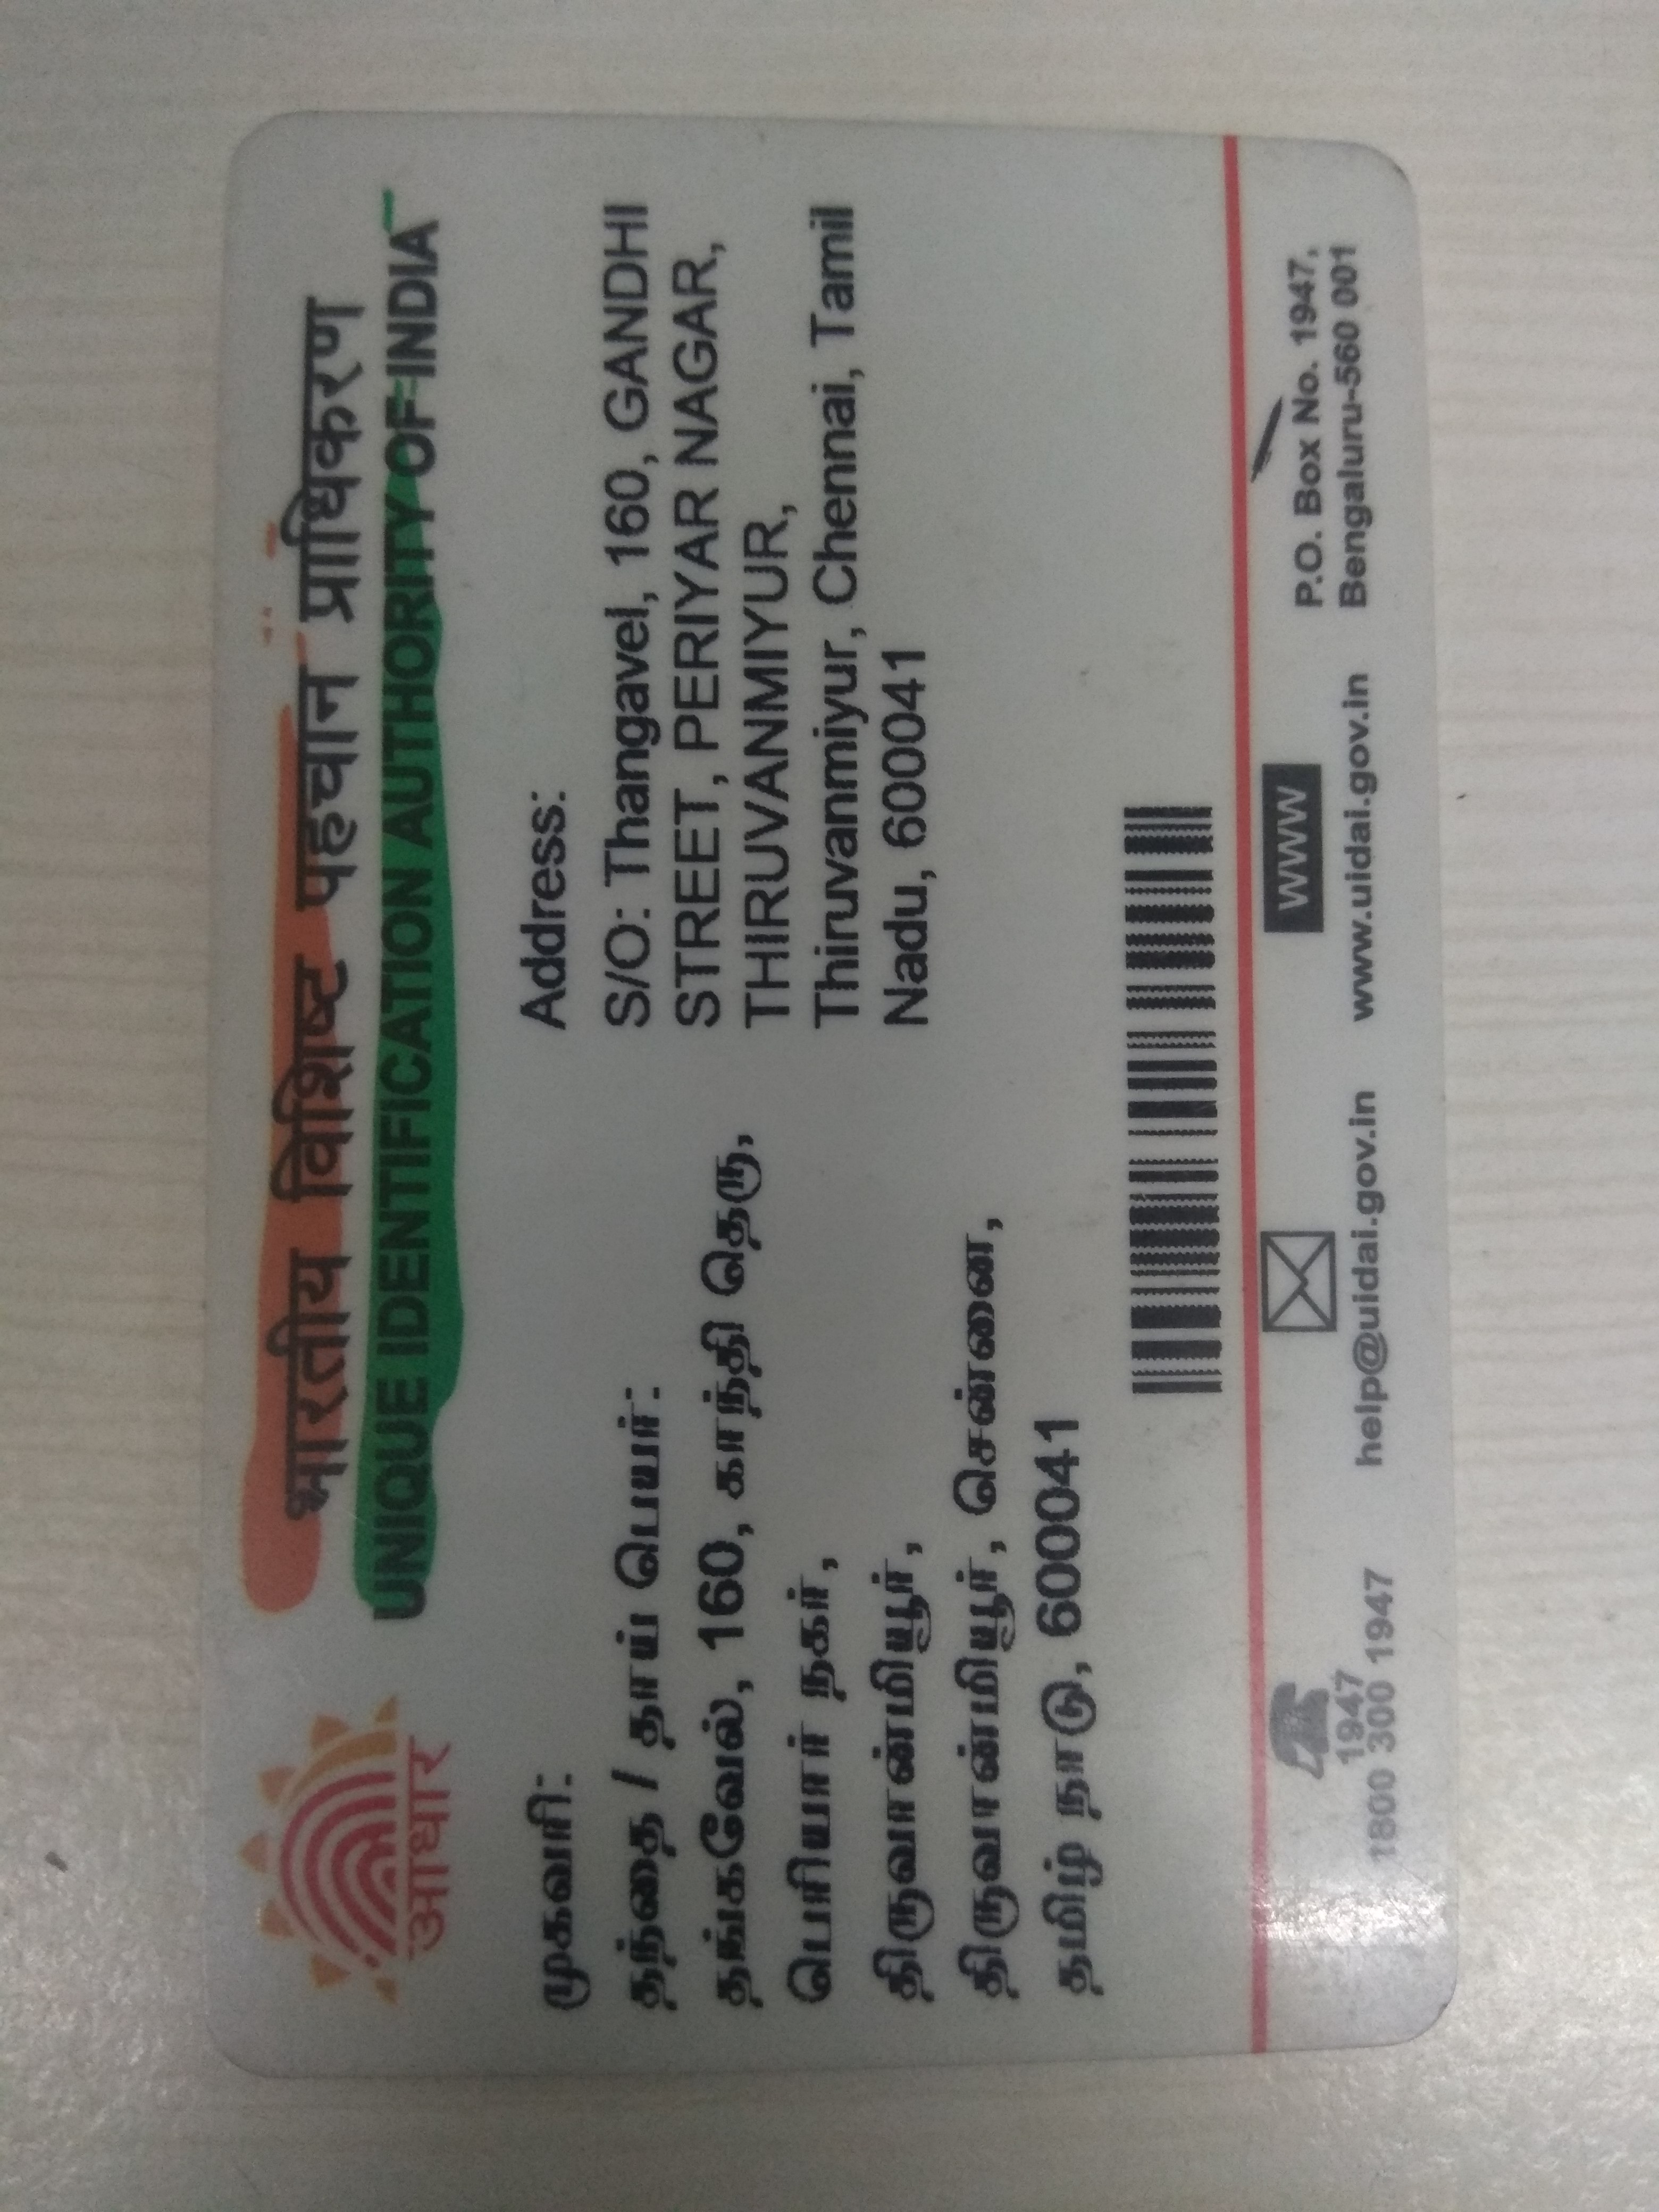 आधार
भारतीय विशिष्ट पहचान प्राधिकरण
UNIQUE IDENTIFICATION AUTHORITY OF INDIA
முகவரி:
தந்தை / தாய் பெயர்:
தங்கவேல், 160, காந்தி தெரு,
பெரியார் நகர்,
திருவான்மியூர்,
திருவான்மியூர், சென்னை,
தமிழ் நாடு, 600041
Address:
S/O: Thangavel, 160, GANDHI
STREET, PERIYAR NAGAR,
THIRUVANMIYUR,
Thiruvanmiyur, Chennai, Tamil
Nadu, 600041
1947
1800 300 1947
help@uidai.gov.in
WWW
www.uidai.gov.in
P.O. Box No. 1947,
Bengaluru-560 001